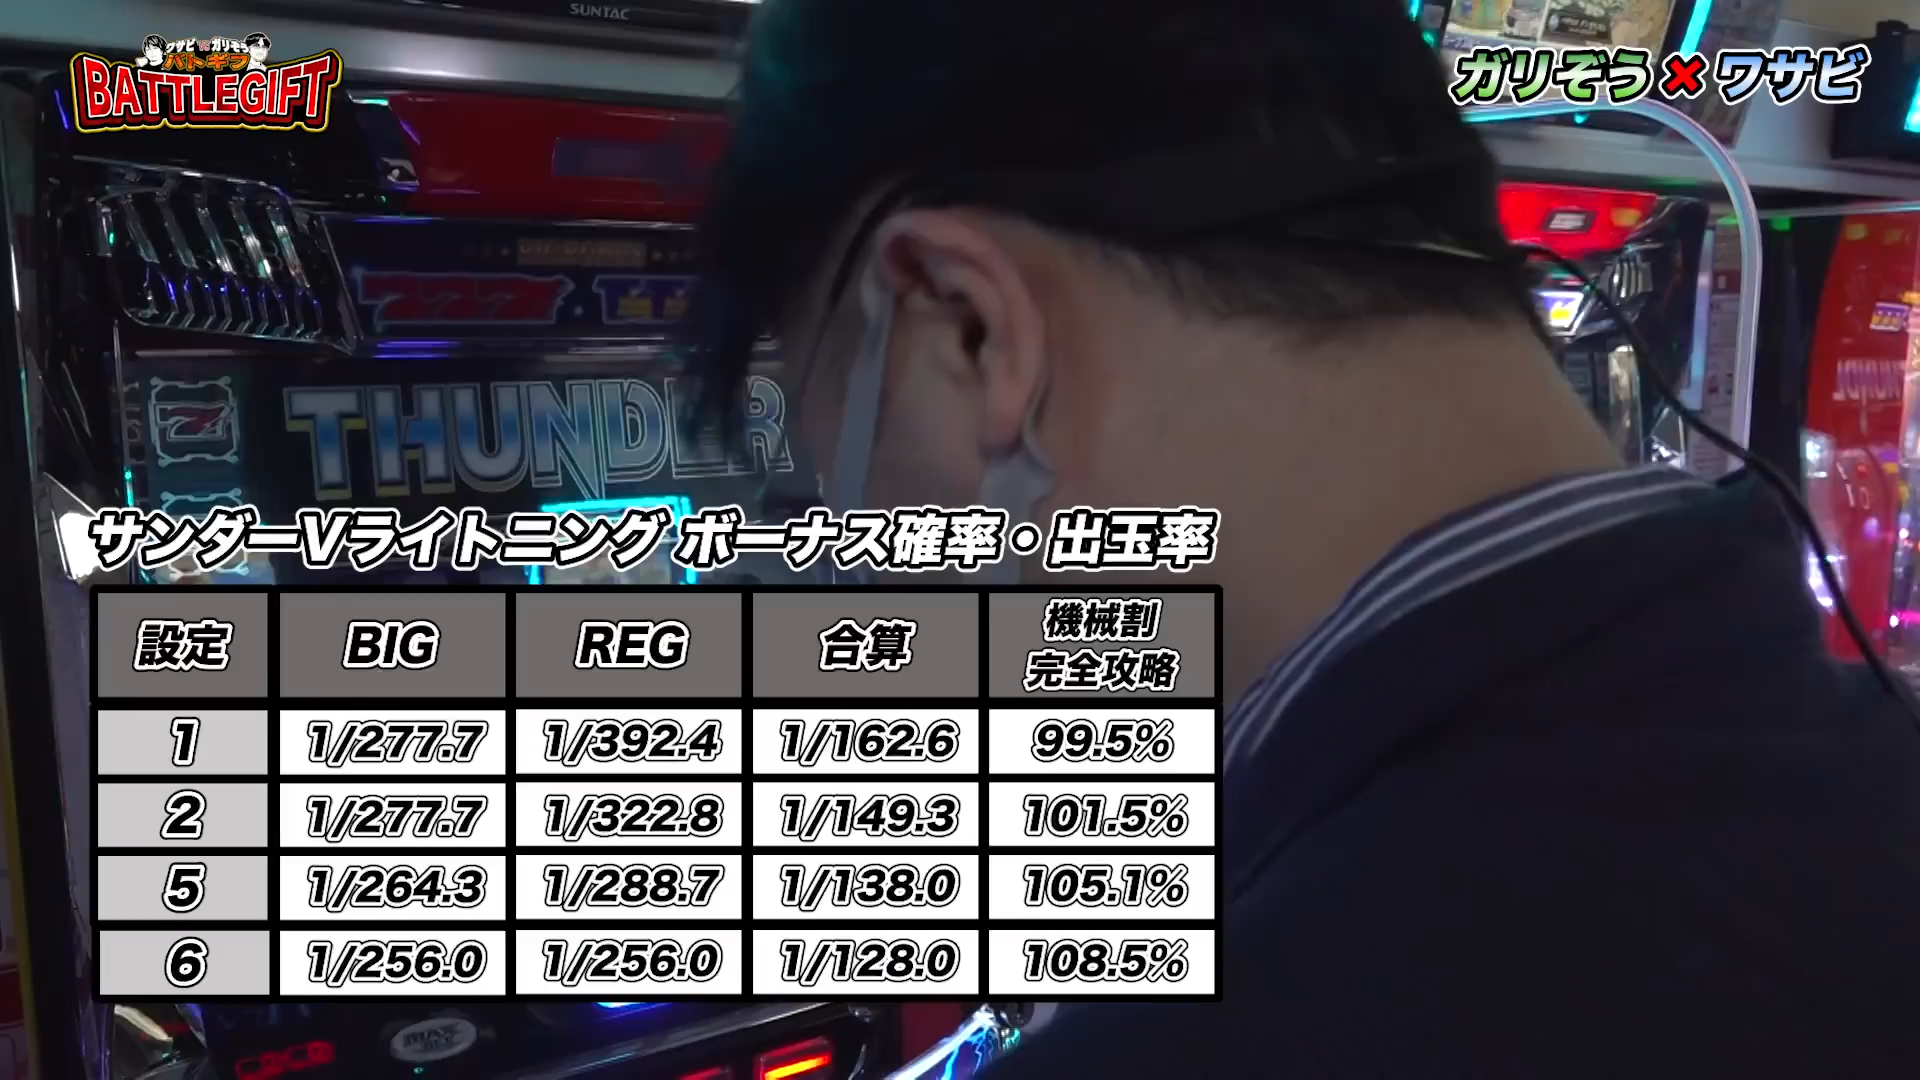 SUNTAC
ワサビ VS ガリぞう
バトギフ
BATTLEGIFT
ガリぞう×ワサビ
777
THUNDER
サンダーVライトニング ボーナス確率・出玉率
設定 BIG REG 合算 機械割 完全攻略
1 1/277.7 1/392.4 1/162.6 99.5%
2 1/277.7 1/322.8 1/149.3 101.5%
5 1/264.3 1/288.7 1/138.0 105.1%
6 1/256.0 1/256.0 1/128.0 108.5%